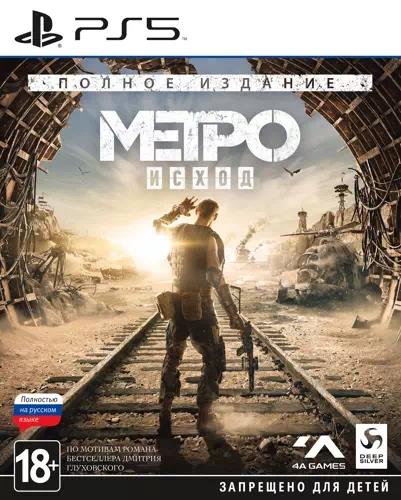 PS5
ПОЛНОЕ ИЗДАНИЕ
МЕТРО
ИСХОД
Полностью
на русском
языке
18+
ПО МОТИВАМ РОМАНА-
БЕСТСЕЛЛЕРА ДМИТРИЯ
ГЛУХОВСКОГО
4A GAMES
DEEP
SILVER
ЗАПРЕЩЕНО ДЛЯ ДЕТЕЙ